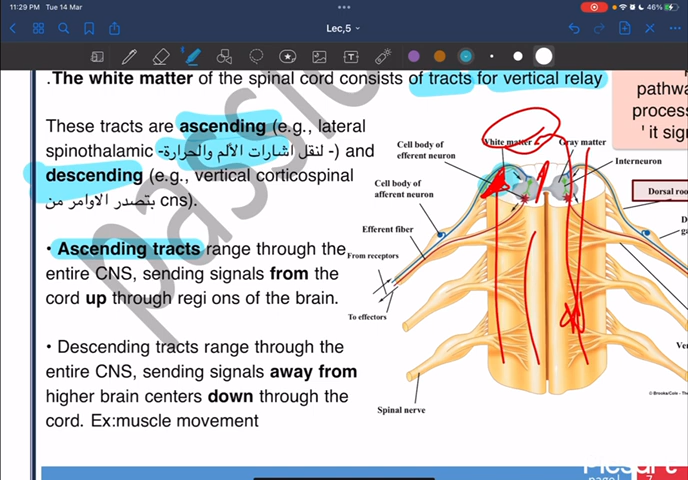 11:29 PM Tue 14 Mar
46%
Lec,5
.The white matter of the spinal cord consists of tracts for vertical relay
These tracts are ascending (e.g., lateral
spinothalamic -لنقل اشارات الألم والحرارة -) and
descending (e.g., vertical corticospinal
بتصدر الاوامر من cns).
• Ascending tracts range through the
entire CNS, sending signals from the
cord up through regi ons of the brain.
• Descending tracts range through the
entire CNS, sending signals away from
higher brain centers down through the
cord. Ex:muscle movement
pathwa
process
' it sig
Cell body of
efferent neuron
White matter
Gray matter
Interneuron
Cell body of
afferent neuron
Dorsal roo
Efferent fiber
From receptors
To effectors
Spinal nerve
D
ga
Ver
© Brooks/Cole - The
page
7